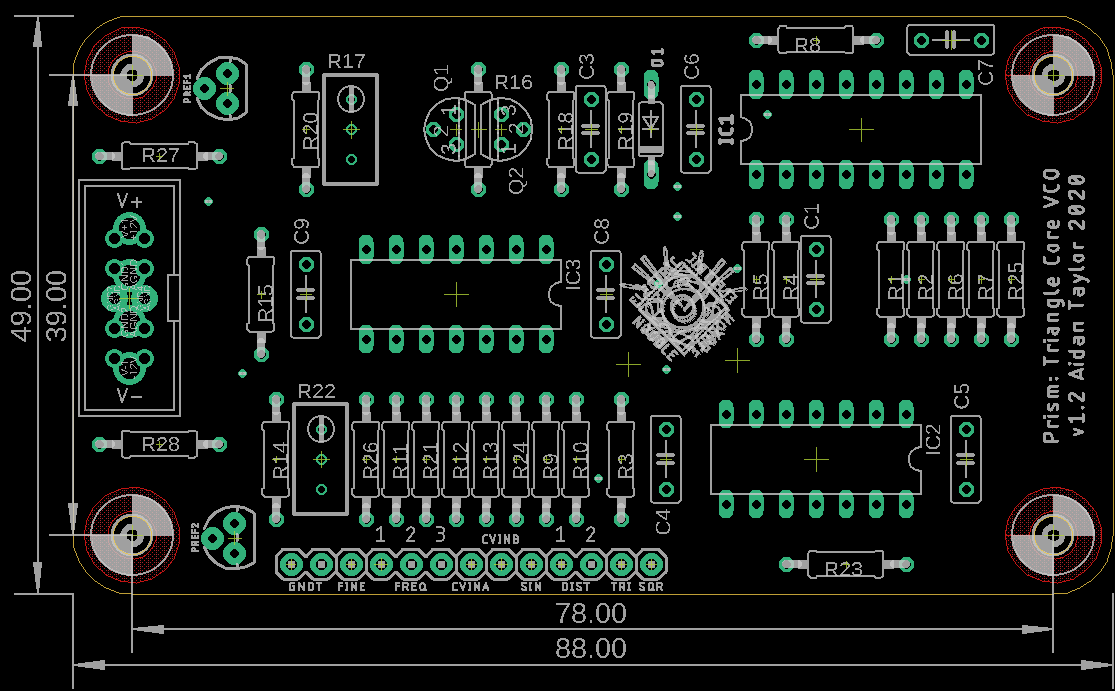 R8
C7
PREF1
R17
Q1
R16
C3
D1
C6
R20
1
2
3
3
2
1
Q2
R18
R19
IC1
R27
V+
V-
49.00
39.00
C9
C8
C1
R15
IC3
R5
R4
R1
R2
R6
R7
R25
Prism: Triangle Core VCO
v1.2 Aidan Taylor 2020
R28
R22
R14
R26
R11
R21
R12
R13
R24
R9
R10
R3
C4
IC2
C5
PREF2
1 2 3 CVINB 1 2
GNDT FINE FREQ CVINA SIN DIST TRI SQR
R23
78.00
88.00